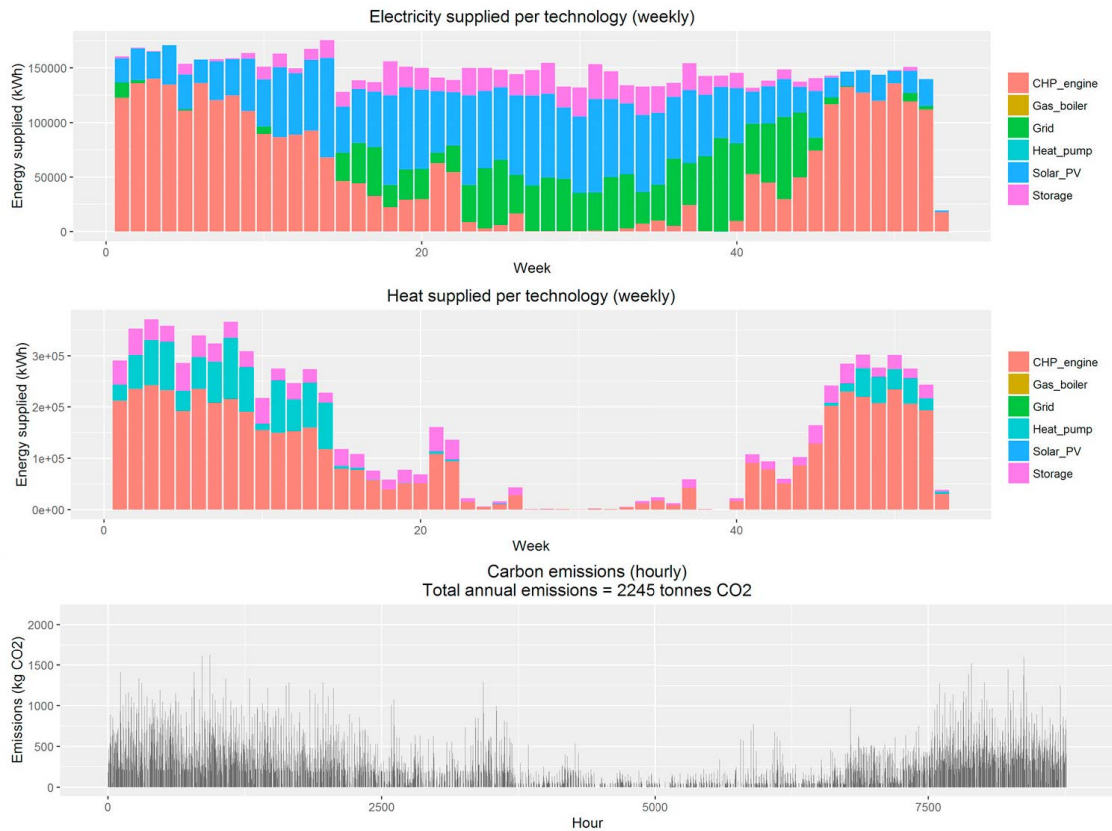 Electricity supplied per technology (weekly)
Energy supplied (kWh)
150000
100000
50000
0
0
20
40
Week
CHP_engine
Gas_boiler
Grid
Heat_pump
Solar_PV
Storage
Heat supplied per technology (weekly)
Energy supplied (kWh)
3e+05
2e+05
1e+05
0e+00
0
20
40
Week
CHP_engine
Gas_boiler
Grid
Heat_pump
Solar_PV
Storage
Carbon emissions (hourly)
Total annual emissions = 2245 tonnes CO2
Emissions (kg CO2)
2000
1500
1000
500
0
0
2500
5000
7500
Hour